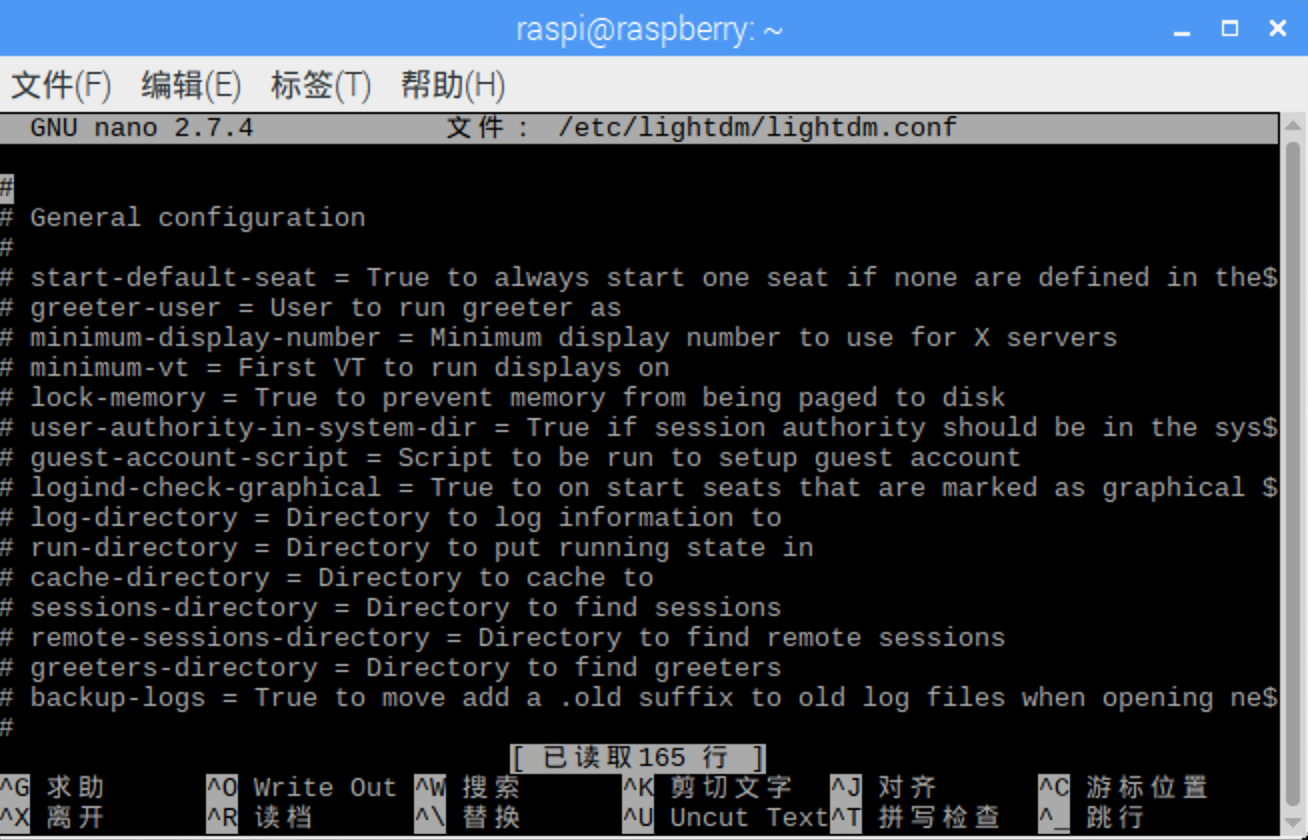 raspi@raspberry: ~
文件(F) 编辑(E) 标签(T) 帮助(H)
GNU nano 2.7.4 文件： /etc/lightdm/lightdm.conf
#
# General configuration
#
# start-default-seat = True to always start one seat if none are defined in the$
# greeter-user = User to run greeter as
# minimum-display-number = Minimum display number to use for X servers
# minimum-vt = First VT to run displays on
# lock-memory = True to prevent memory from being paged to disk
# user-authority-in-system-dir = True if session authority should be in the sys$
# guest-account-script = Script to be run to setup guest account
# logind-check-graphical = True to on start seats that are marked as graphical $
# log-directory = Directory to log information to
# run-directory = Directory to put running state in
# cache-directory = Directory to cache to
# sessions-directory = Directory to find sessions
# remote-sessions-directory = Directory to find remote sessions
# greeters-directory = Directory to find greeters
# backup-logs = True to move add a .old suffix to old log files when opening ne$
#
[ 已读取165 行 ]
^G 求助 ^O Write Out ^W 搜索 ^K 剪切文字 ^J 对齐 ^C 游标位置
^X 离开 ^R 读档 ^\ 替换 ^U Uncut Text ^T 拼写检查 ^_ 跳行